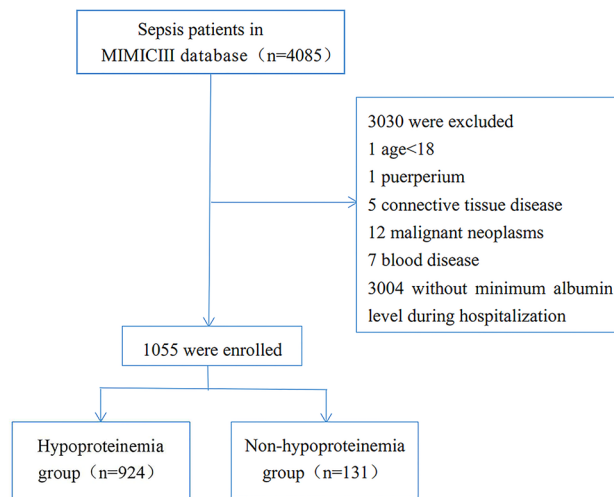 Sepsis patients in
MIMICIII database（n=4085）
3030 were excluded
1 age<18
1 puerperium
5 connective tissue disease
12 malignant neoplasms
7 blood disease
3004 without minimum albumin
level during hospitalization
1055 were enrolled
Hypoproteinemia
group（n=924）
Non-hypoproteinemia
group（n=131）